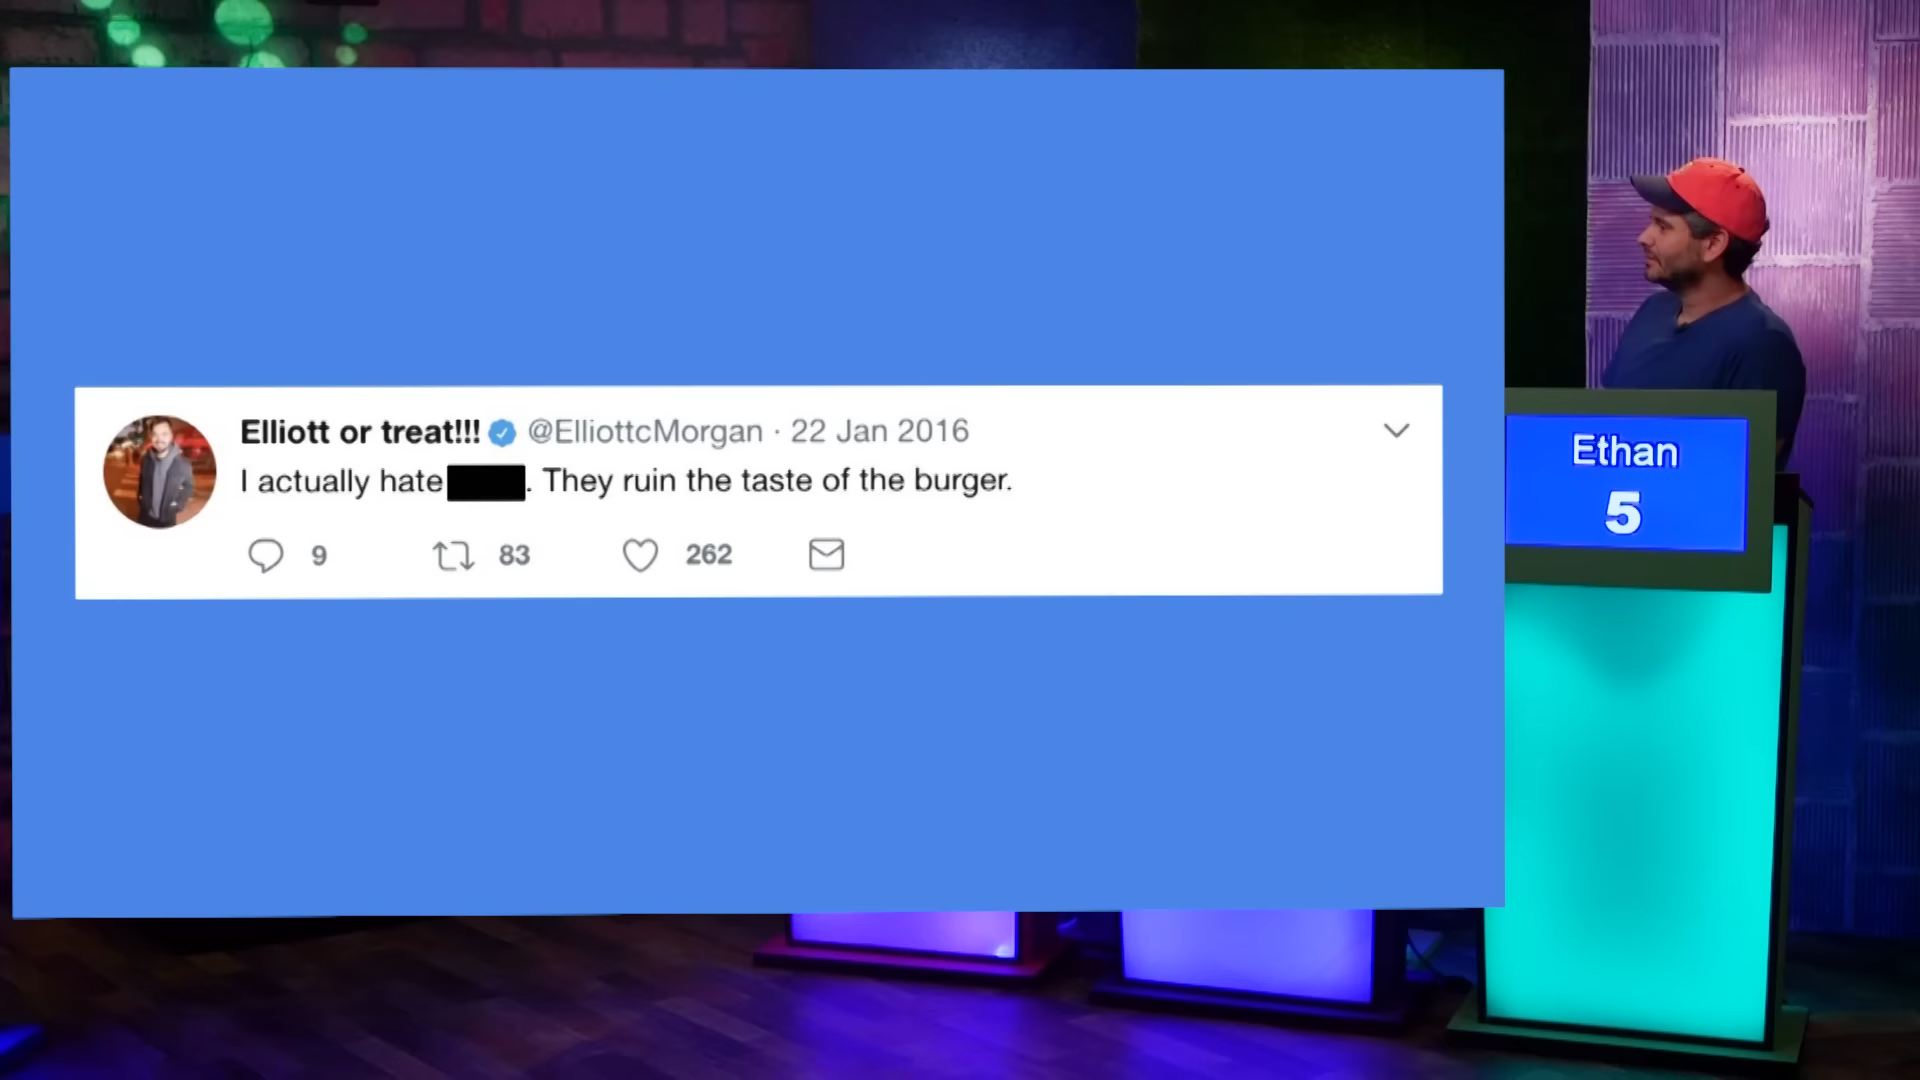 Elliott or treat!!! @ElliottcMorgan · 22 Jan 2016
I actually hate . They ruin the taste of the burger.
9 83 262
Ethan
5